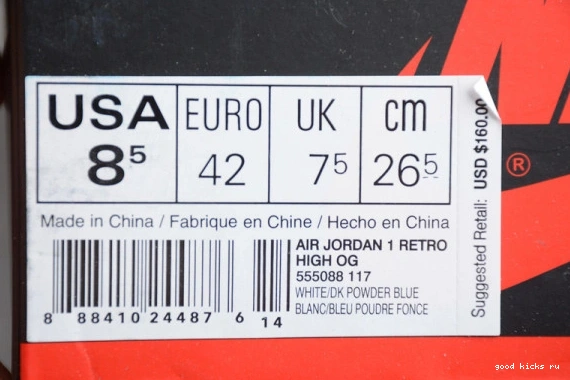 USA EURO UK cm
8⁵ 42 7⁵ 26⁵
Made in China / Fabrique en Chine / Hecho en China
AIR JORDAN 1 RETRO
HIGH OG
555088 117
WHITE/DK POWDER BLUE
BLANC/BLEU POUDRE FONCE
8 88410 24487 6 14
Suggested Retail: USD $160.00
®
good kicks ru